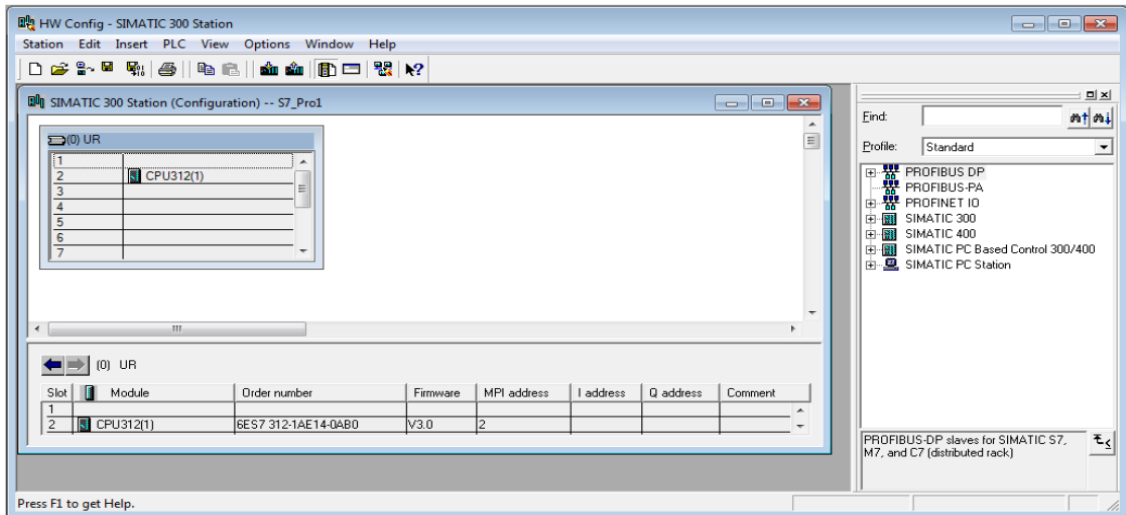 HW Config - SIMATIC 300 Station
Station Edit Insert PLC View Options Window Help
SIMATIC 300 Station (Configuration) -- S7_Pro1
(0) UR
1
2 CPU312(1)
3
4
5
6
7
(0) UR
Slot Module Order number Firmware MPI address I address Q address Comment
1
2 CPU312(1) 6ES7 312-1AE14-0AB0 V3.0 2
Find:
Profile: Standard
PROFIBUS DP
PROFIBUS-PA
PROFINET IO
SIMATIC 300
SIMATIC 400
SIMATIC PC Based Control 300/400
SIMATIC PC Station
PROFIBUS-DP slaves for SIMATIC S7,
M7, and C7 (distributed rack)
Press F1 to get Help.